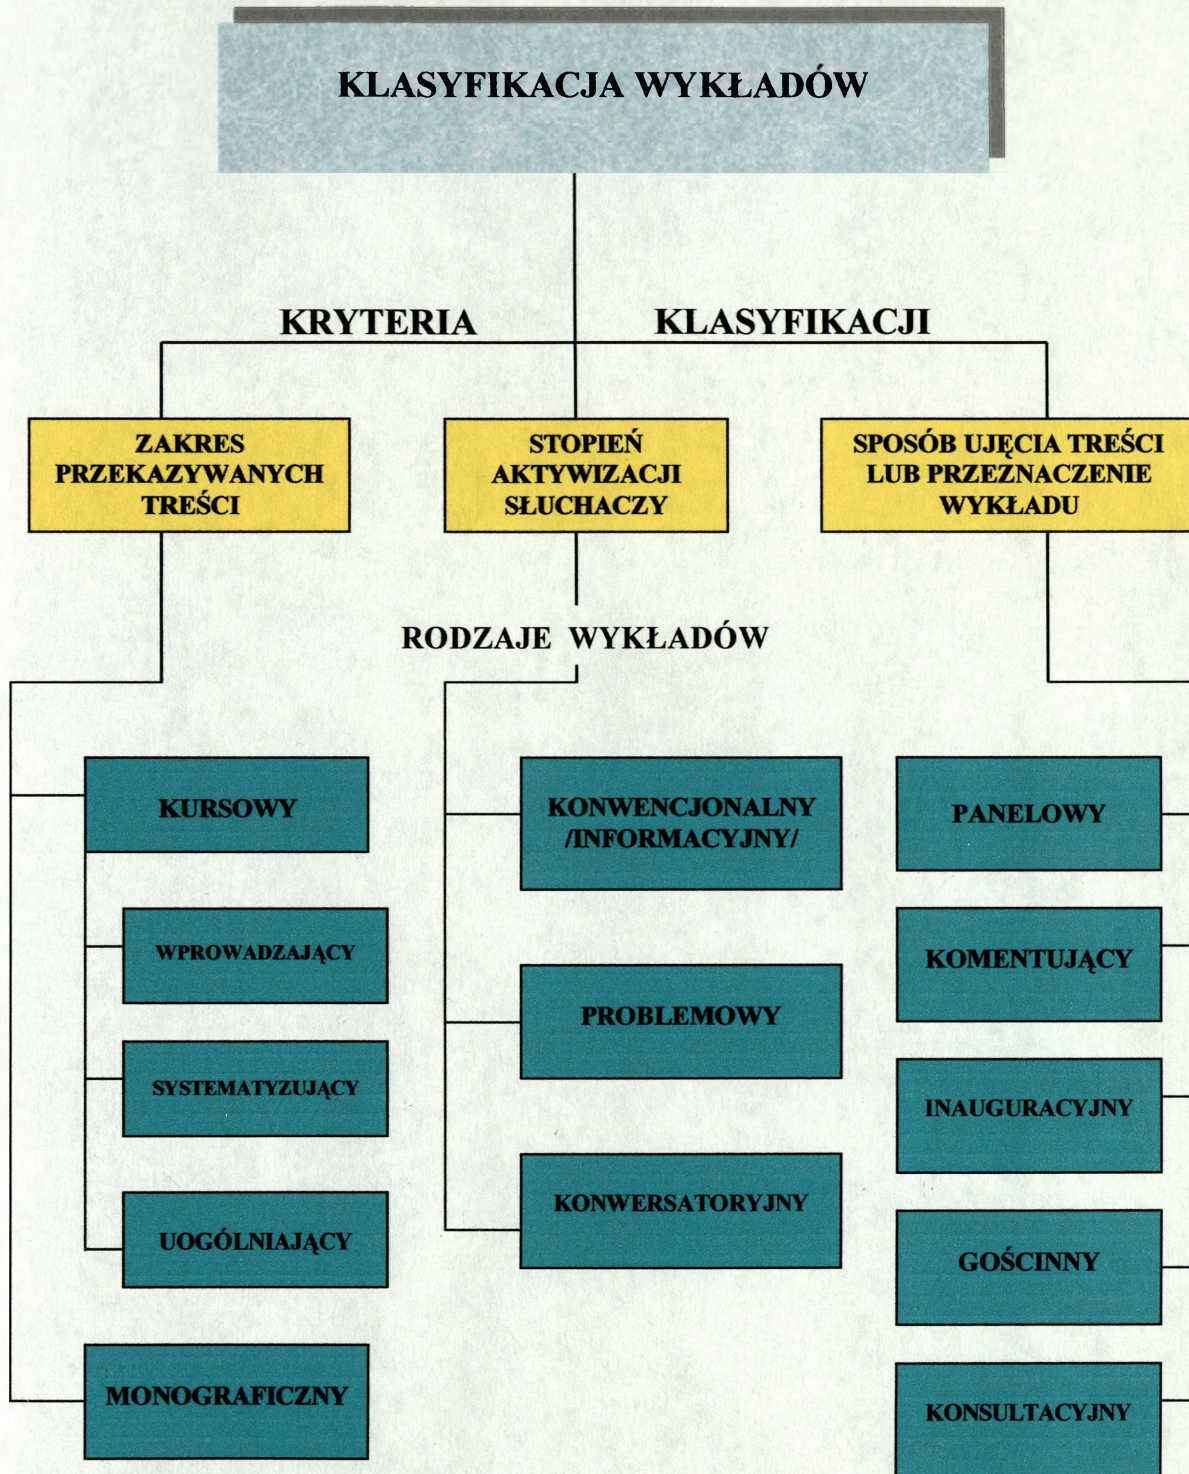 KLASYFIKACJA WYKŁADÓW
KRYTERIA KLASYFIKACJI
ZAKRES
PRZEKAZYWANYCH
TREŚCI
STOPIEŃ
AKTYWIZACJI
SŁUCHACZY
SPOSÓB UJĘCIA TREŚCI
LUB PRZEZNACZENIE
WYKŁADU
RODZAJE WYKŁADÓW
KURSOWY
WPROWADZAJĄCY
SYSTEMATYZUJĄCY
UOGÓLNIAJĄCY
MONOGRAFICZNY
KONWENCJONALNY
/INFORMACYJNY/
PROBLEMOWY
KONWERSATORYJNY
PANELOWY
KOMENTUJĄCY
INAUGURACYJNY
GOŚCINNY
KONSULTACYJNY